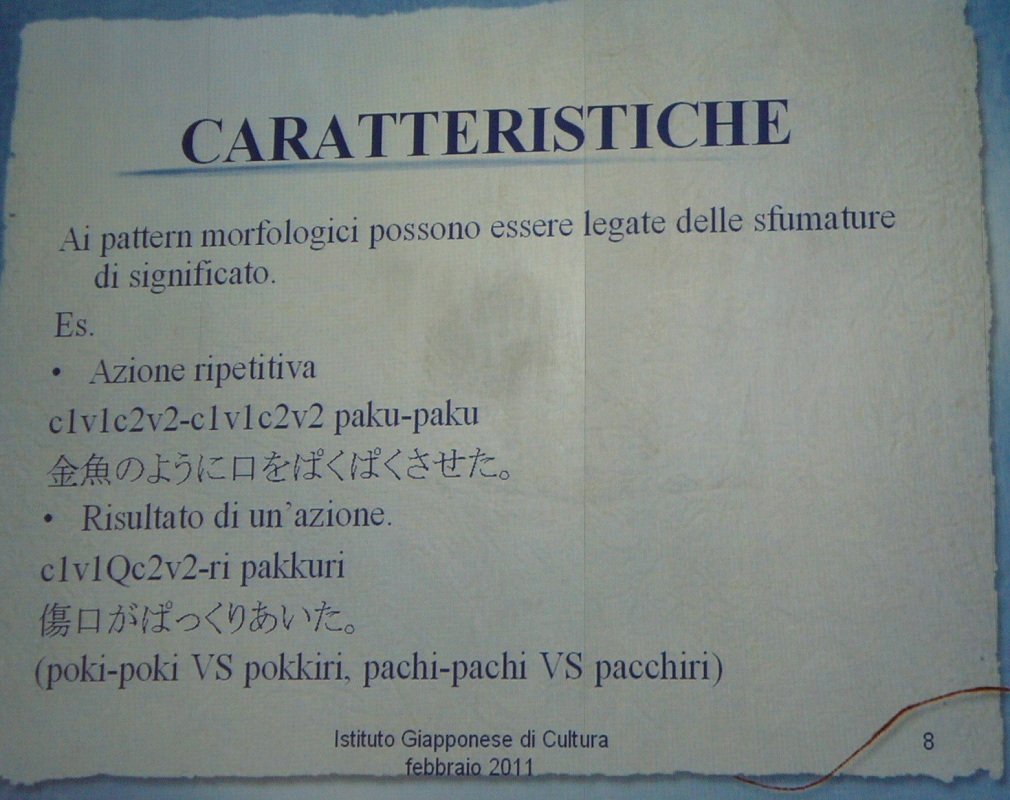 CARATTERISTICHE
Ai pattern morfologici possono essere legate delle sfumature
di significato.
Es.
• Azione ripetitiva
c1v1c2v2-c1v1c2v2 paku-paku
金魚のように口をぱくぱくさせた。
• Risultato di un'azione.
c1v1Qc2v2-ri pakkuri
傷口がぱっくりあいた。
(poki-poki VS pokkiri, pachi-pachi VS pacchiri)
Istituto Giapponese di Cultura
febbraio 2011
8